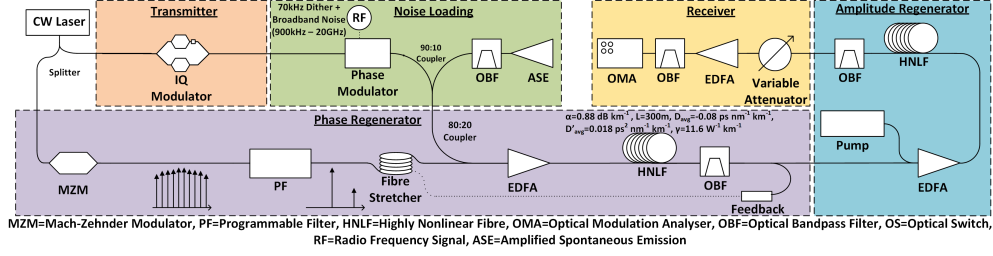 CW Laser
Splitter
Transmitter
IQ
Modulator
70kHz Dither +
Broadband Noise
(900kHz – 20GHz)
RF
Noise Loading
Phase
Modulator
90:10
Coupler
OBF
ASE
Receiver
OMA
OBF
EDFA
Variable
Attenuator
Amplitude Regenerator
OBF
HNLF
Pump
EDFA
Phase Regenerator
80:20
Coupler
α=0.88 dB km⁻¹, L=300m, Davg=-0.08 ps nm⁻¹ km⁻¹,
D'avg=0.018 ps² nm⁻¹ km⁻¹, γ=11.6 W⁻¹ km⁻¹
MZM
PF
Fibre
Stretcher
EDFA
HNLF
OBF
Feedback
MZM=Mach-Zehnder Modulator, PF=Programmable Filter, HNLF=Highly Nonlinear Fibre, OMA=Optical Modulation Analyser, OBF=Optical Bandpass Filter, OS=Optical Switch,
RF=Radio Frequency Signal, ASE=Amplified Spontaneous Emission